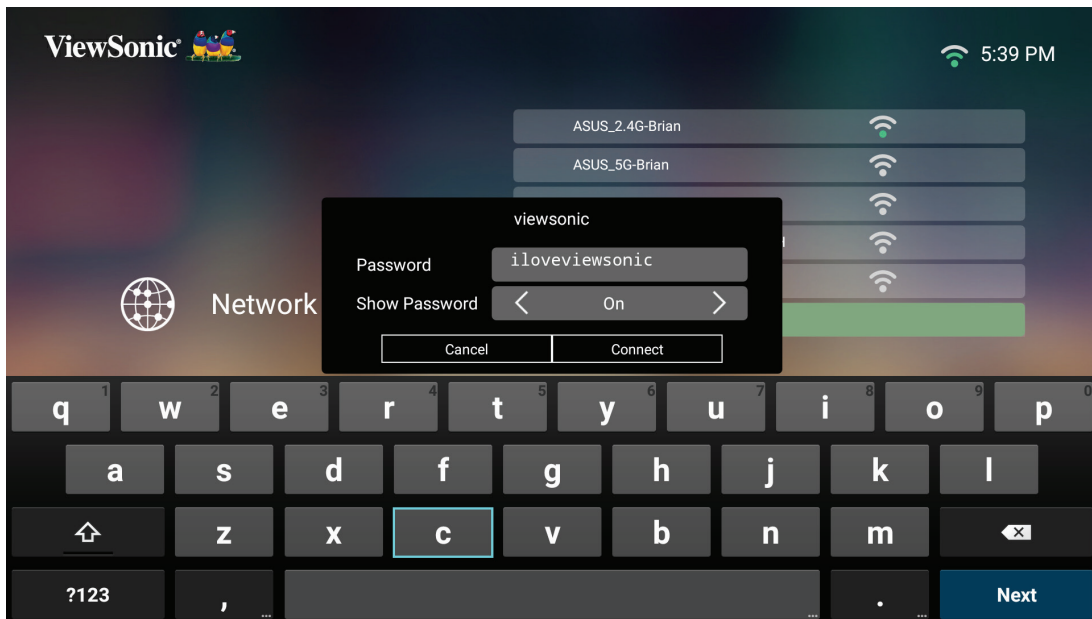 ViewSonic®
5:39 PM
ASUS_2.4G-Brian
ASUS_5G-Brian
viewsonic
Password iloveviewsonic
Show Password On
Cancel Connect
Network
q 1 w 2 e 3 r 4 t 5 y 6 u 7 i 8 o 9 p 0
a s d f g h j k l
z x c v b n m
?123 , . Next